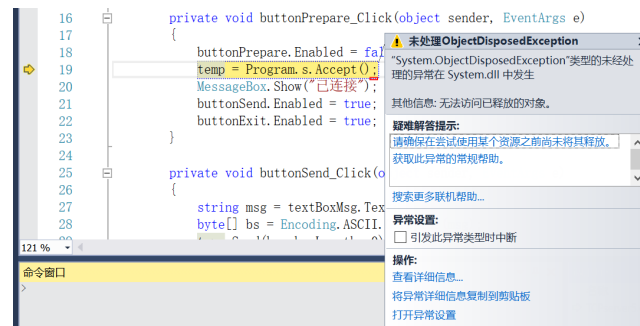 16 private void buttonPrepare_Click(object sender, EventArgs e)
17 {
18 buttonPrepare.Enabled = fal
19 temp = Program.s.Accept();
20 MessageBox.Show("已连接");
21 buttonSend.Enabled = true;
22 buttonExit.Enabled = true;
23 }
24
25 private void buttonSend_Click(o
26 {
27 string msg = textBoxMsg.Tex
28 byte[] bs = Encoding.ASCII.
121 %
命令窗口
>
未处理ObjectDisposedException
"System.ObjectDisposedException"类型的未经处
理的异常在 System.dll 中发生
其他信息: 无法访问已释放的对象。
疑难解答提示:
请确保在尝试使用某个资源之前尚未将其释放。
获取此异常的常规帮助。
搜索更多联机帮助...
异常设置:
引发此异常类型时中断
操作:
查看详细信息...
将异常详细信息复制到剪贴板
打开异常设置